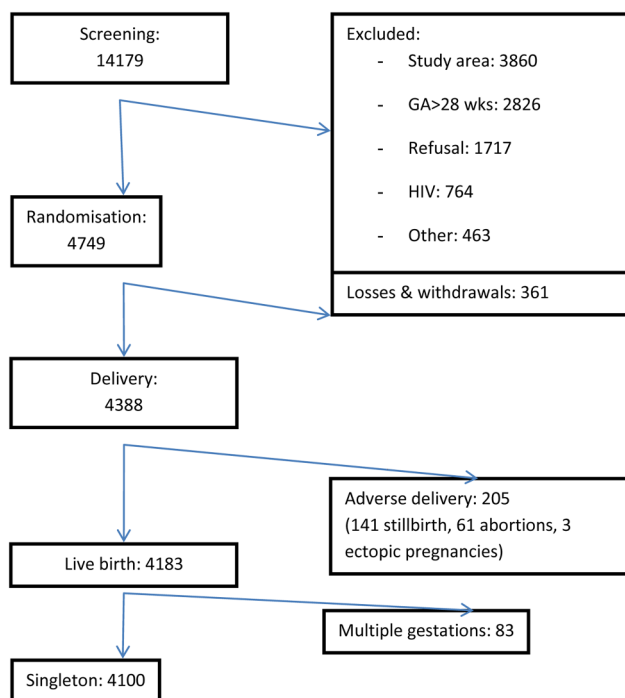 Screening:
14179
Excluded:
- Study area: 3860
- GA>28 wks: 2826
- Refusal: 1717
- HIV: 764
- Other: 463
Randomisation:
4749
Losses & withdrawals: 361
Delivery:
4388
Adverse delivery: 205
(141 stillbirth, 61 abortions, 3
ectopic pregnancies)
Live birth: 4183
Multiple gestations: 83
Singleton: 4100